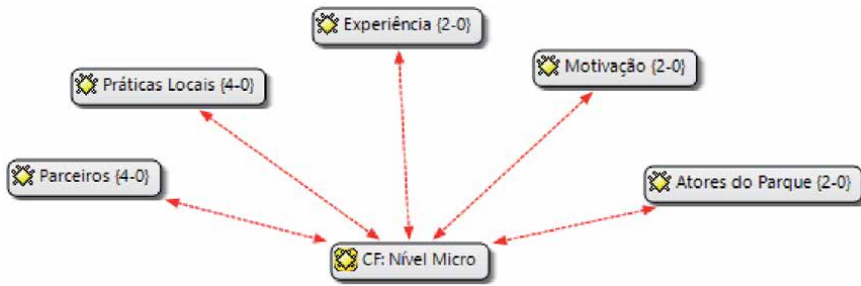 Experiência {2-0}
Motivação {2-0}
Práticas Locais {4-0}
Parceiros {4-0}
Atores do Parque {2-0}
CF: Nível Micro